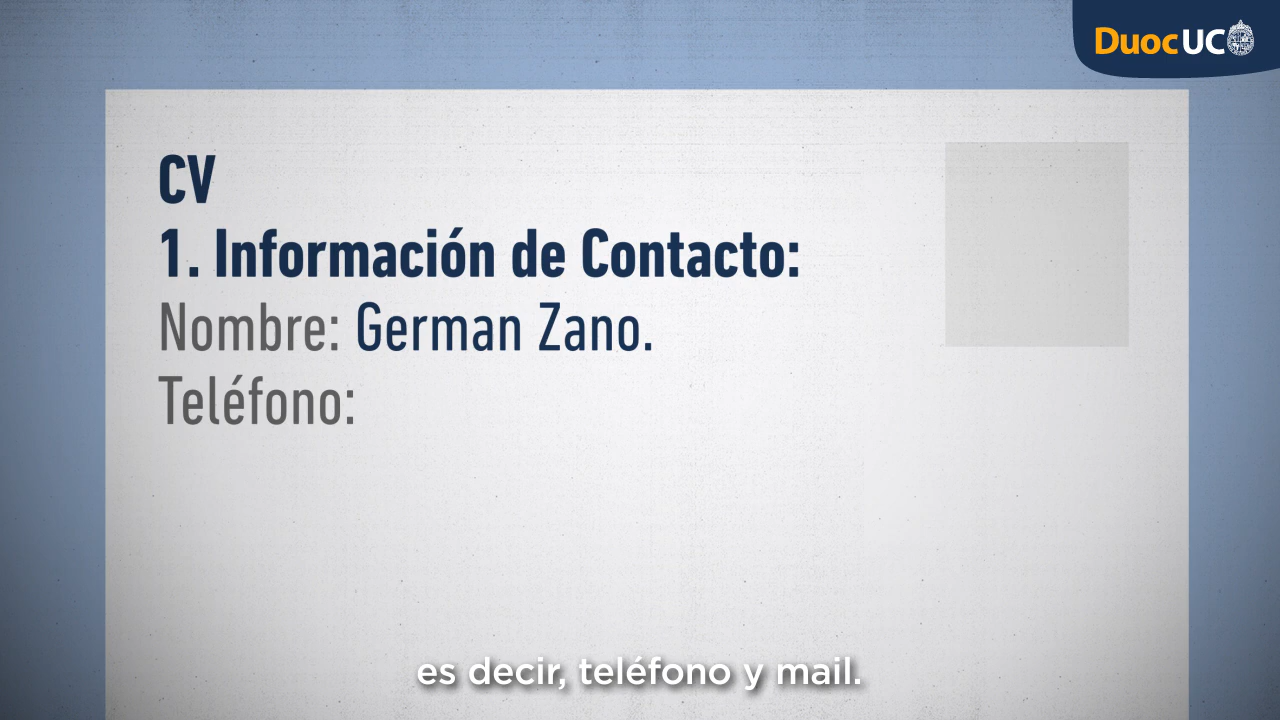 DuocUC
CV
1. Información de Contacto:
Nombre: German Zano.
Teléfono:
es decir, teléfono y mail.